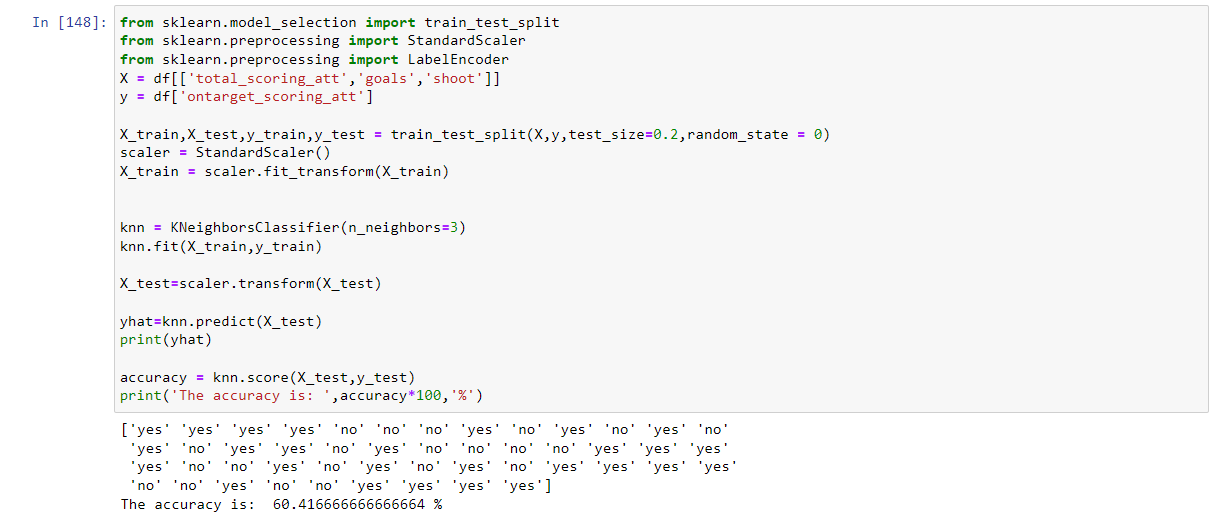 In [148]: from sklearn.model_selection import train_test_split
from sklearn.preprocessing import StandardScaler
from sklearn.preprocessing import LabelEncoder
X = df[['total_scoring_att','goals','shoot']]
y = df['ontarget_scoring_att']
X_train,X_test,y_train,y_test = train_test_split(X,y,test_size=0.2,random_state = 0)
scaler = StandardScaler()
X_train = scaler.fit_transform(X_train)
knn = KNeighborsClassifier(n_neighbors=3)
knn.fit(X_train,y_train)
X_test=scaler.transform(X_test)
yhat=knn.predict(X_test)
print(yhat)
accuracy = knn.score(X_test,y_test)
print('The accuracy is: ',accuracy*100,'%')
['yes' 'yes' 'yes' 'yes' 'no' 'no' 'no' 'yes' 'no' 'yes' 'no' 'yes' 'no'
'yes' 'no' 'yes' 'yes' 'no' 'yes' 'no' 'no' 'no' 'no' 'yes' 'yes' 'yes'
'yes' 'no' 'no' 'yes' 'no' 'yes' 'no' 'yes' 'no' 'yes' 'yes' 'yes' 'yes'
'no' 'no' 'yes' 'no' 'no' 'yes' 'yes' 'yes' 'yes']
The accuracy is:  60.416666666666664 %